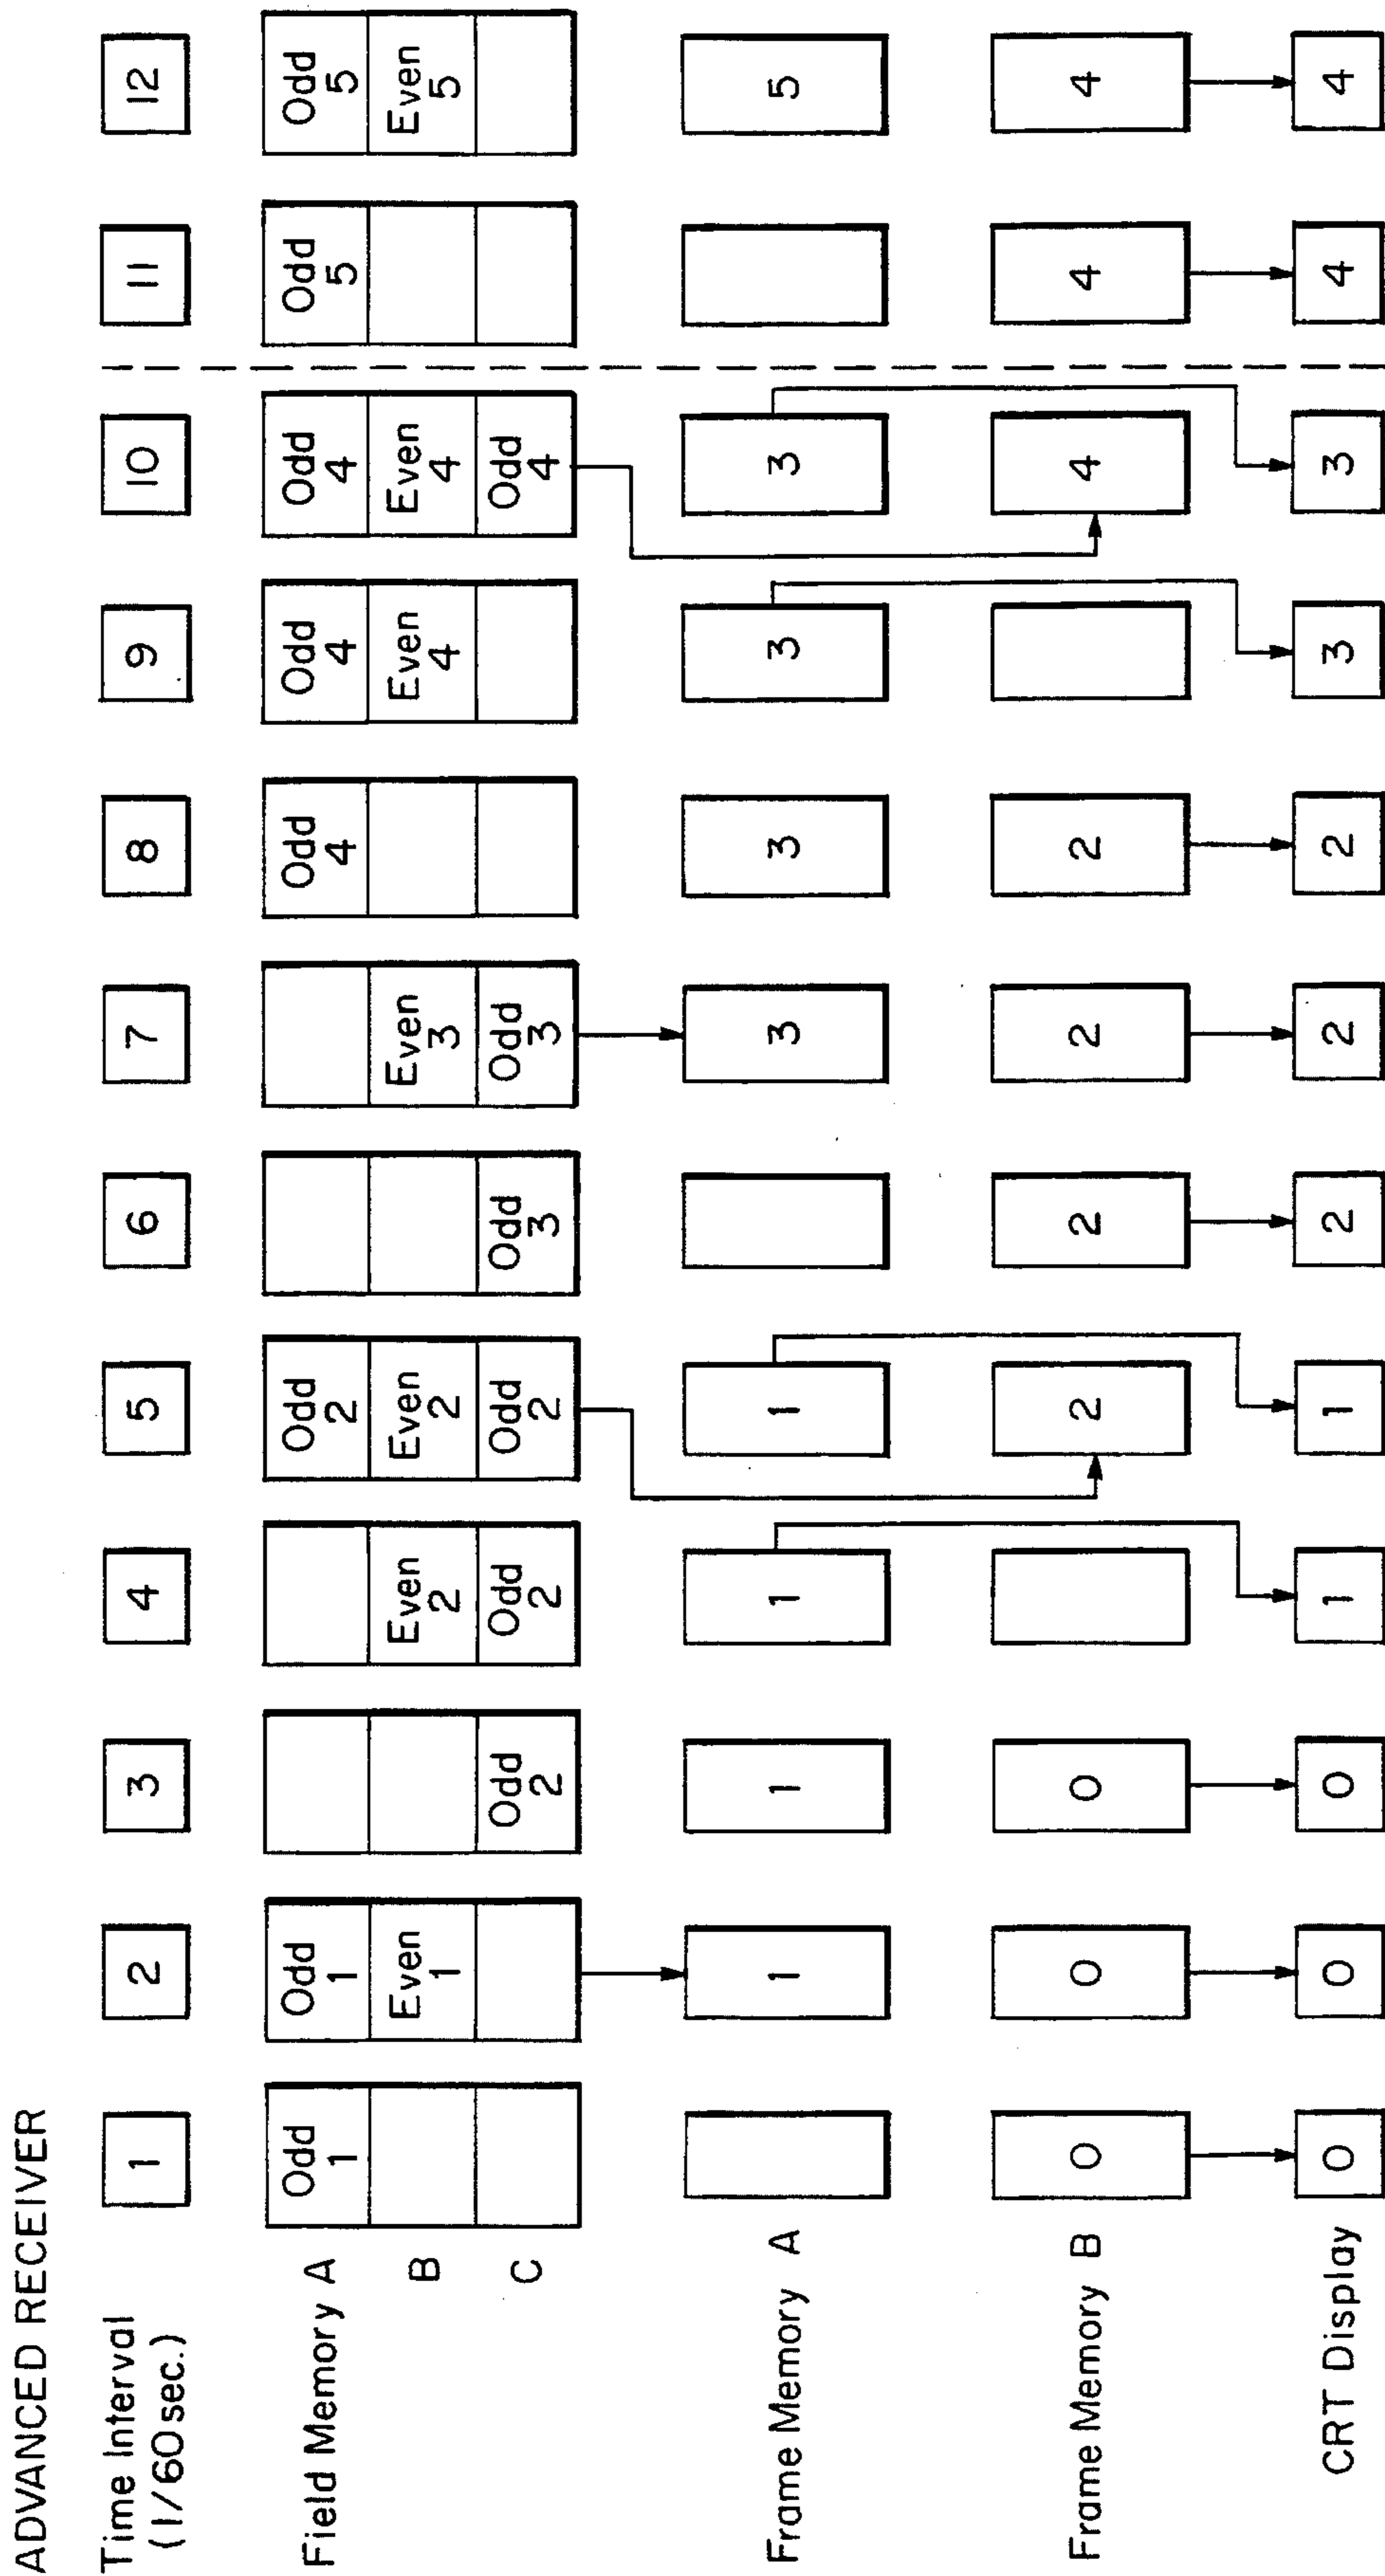 ADVANCED RECEIVER
Time Interval
(1/60sec.)
1 2 3 4 5 6 7 8 9 10 11 12
Field Memory A
Odd 1
Odd 1
Odd 2
Odd 4
Odd 4
Odd 4
Odd 5
Odd 5
B
Even 1
Even 2
Even 2
Even 3
Even 4
Even 4
Even 5
C
Odd 2
Odd 2
Odd 2
Odd 3
Odd 3
Odd 4
Frame Memory A
1 1 1 1 3 3 3 3 5
Frame Memory B
0 0 0 2 2 2 2 4 4 4
CRT Display
0 0 0 1 1 2 2 2 3 3 4 4